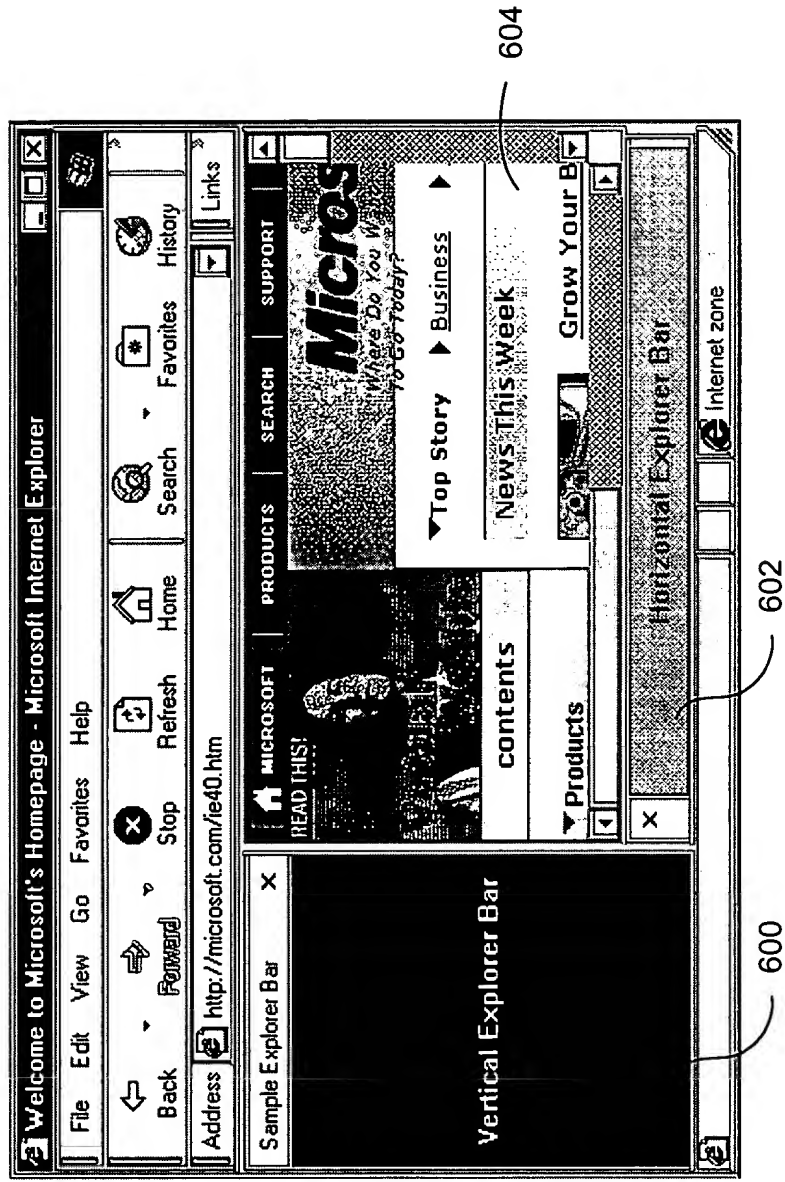 Welcome to Microsoft's Homepage - Microsoft Internet Explorer
File Edit View Go Favorites Help
Back Forward Stop Refresh Home Search Favorites History
Address http://microsoft.com/ie40.htm Links
Sample Explorer Bar
Vertical Explorer Bar
MICROSOFT PRODUCTS SEARCH SUPPORT
READ THIS!
Micros
Where Do You W
To Go Today?
contents
Products
Top Story Business
News This Week
Grow Your B
Horizontal Explorer Bar
Internet zone
600
602
604